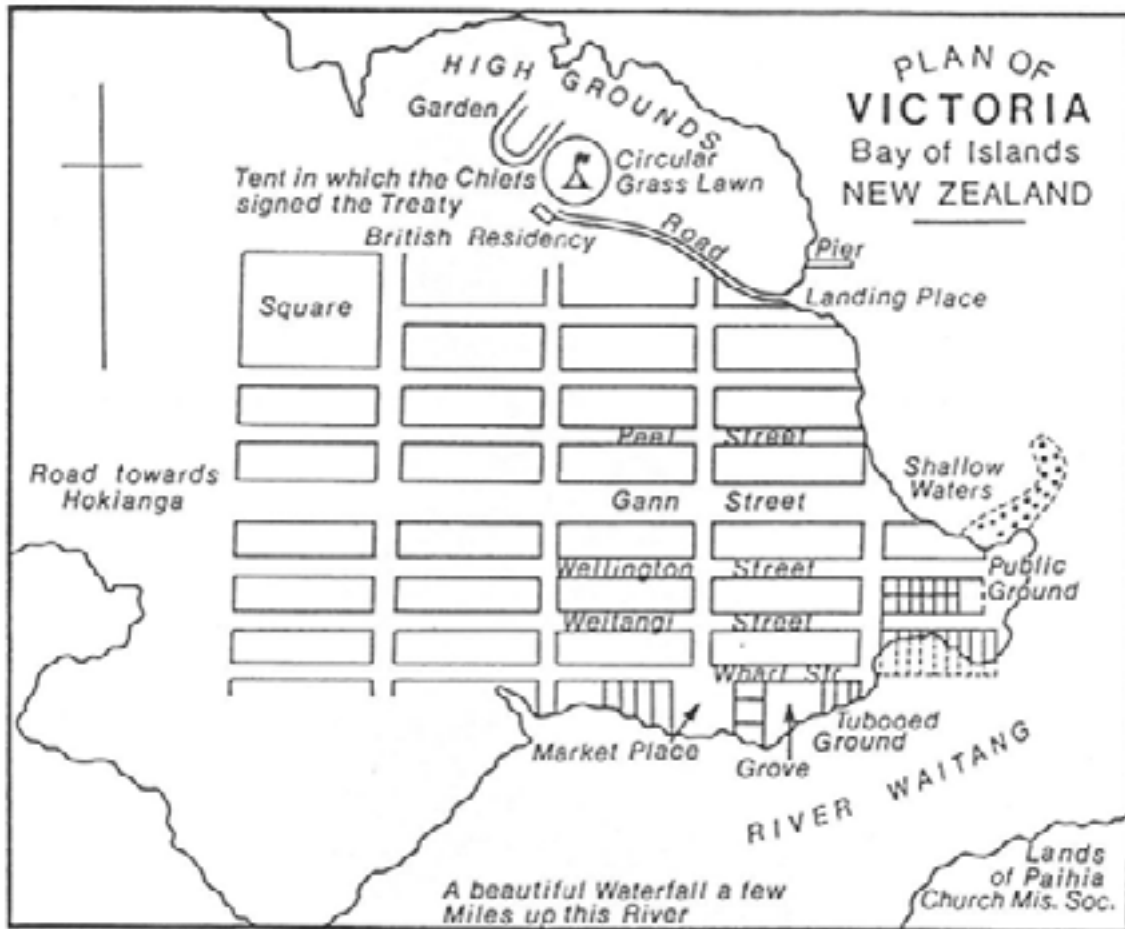 PLAN OF
VICTORIA
Bay of Islands
NEW ZEALAND
HIGH GROUNDS
Garden
Circular
Grass Lawn
Tent in which the Chiefs
signed the Treaty
British Residency
Road
Pier
Landing Place
Square
Peel Street
Road towards
Hokianga
Gann Street
Shallow
Waters
Wellington Street
Public
Ground
Weitangi Street
Wharf Str
Tubooed
Ground
Market Place
Grove
RIVER WAITANG
Lands
of Paihia
Church Mis. Soc.
A beautiful Waterfall a few
Miles up this River